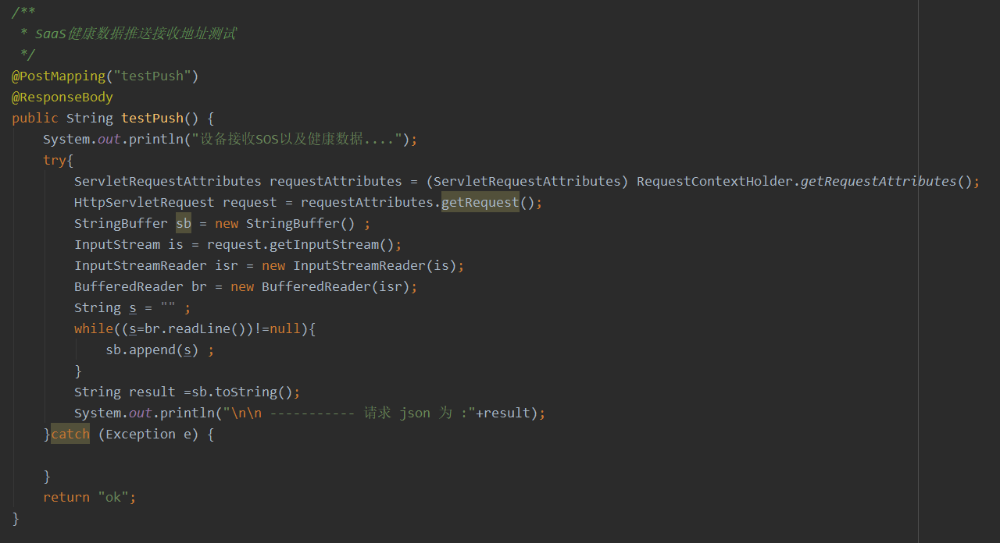 /**
 * SaaS健康数据推送接收地址测试
 */
@PostMapping("testPush")
@ResponseBody
public String testPush() {
    System.out.println("设备接收SOS以及健康数据....");
    try{
        ServletRequestAttributes requestAttributes = (ServletRequestAttributes) RequestContextHolder.getRequestAttributes();
        HttpServletRequest request = requestAttributes.getRequest();
        StringBuffer sb = new StringBuffer() ;
        InputStream is = request.getInputStream();
        InputStreamReader isr = new InputStreamReader(is);
        BufferedReader br = new BufferedReader(isr);
        String s = "" ;
        while((s=br.readLine())!=null){
            sb.append(s) ;
        }
        String result =sb.toString();
        System.out.println("\n\n ----------- 请求 json 为 :"+result);
    }catch (Exception e) {
    }
    return "ok";
}